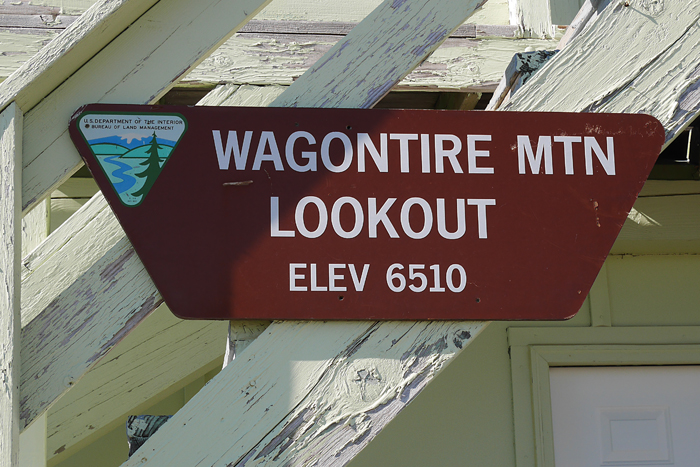 U.S. DEPARTMENT OF THE INTERIOR
BUREAU OF LAND MANAGEMENT
WAGONTIRE MTN
LOOKOUT
ELEV 6510